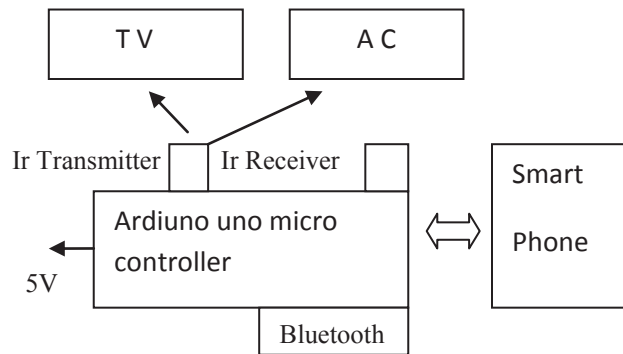 T V
A C
Ir Transmitter
Ir Receiver
Smart
Phone
Ardiuno uno micro
controller
5V
Bluetooth